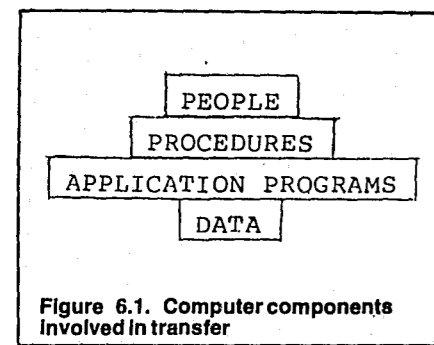 PEOPLE
PROCEDURES
APPLICATION PROGRAMS
DATA
Figure 6.1. Computer components
involved in transfer